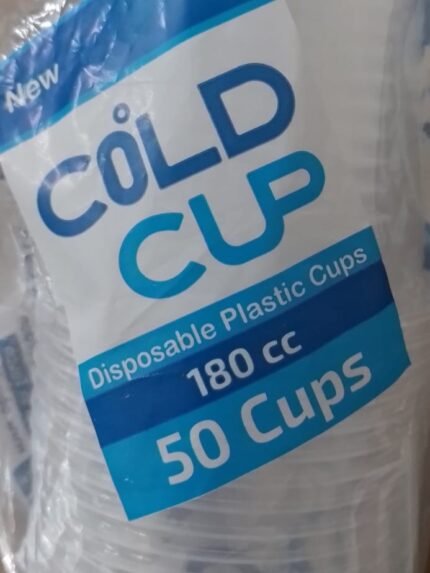 New
COLD
CUP
Disposable Plastic Cups
180 cc
50 Cups